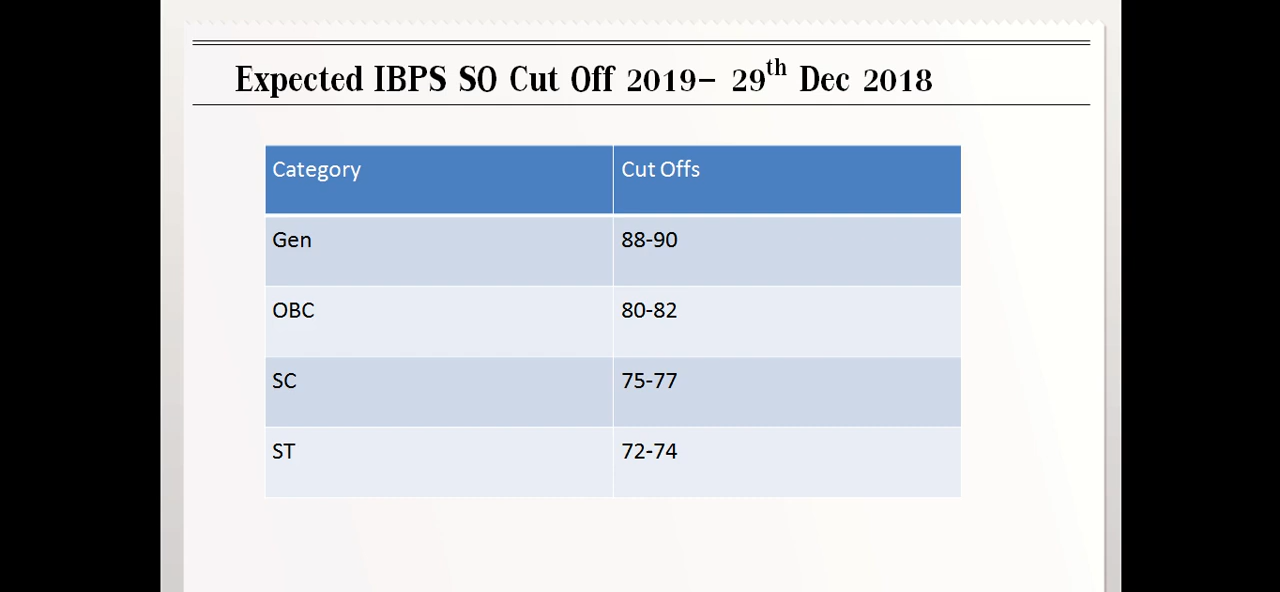 Expected IBPS SO Cut Off 2019– 29th Dec 2018
Category Cut Offs
Gen 88-90
OBC 80-82
SC 75-77
ST 72-74